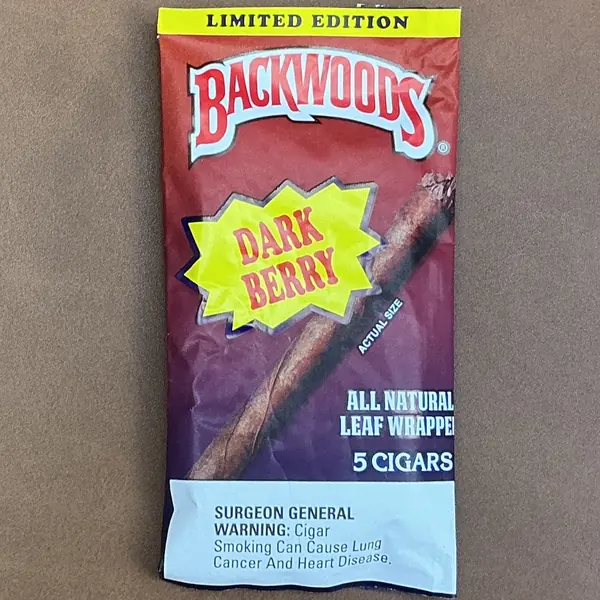 LIMITED EDITION
BACKWOODS®
DARK
BERRY
ACTUAL SIZE
ALL NATURAL
LEAF WRAPPE
5 CIGARS
SURGEON GENERAL
WARNING: Cigar
Smoking Can Cause Lung
Cancer And Heart Disease.